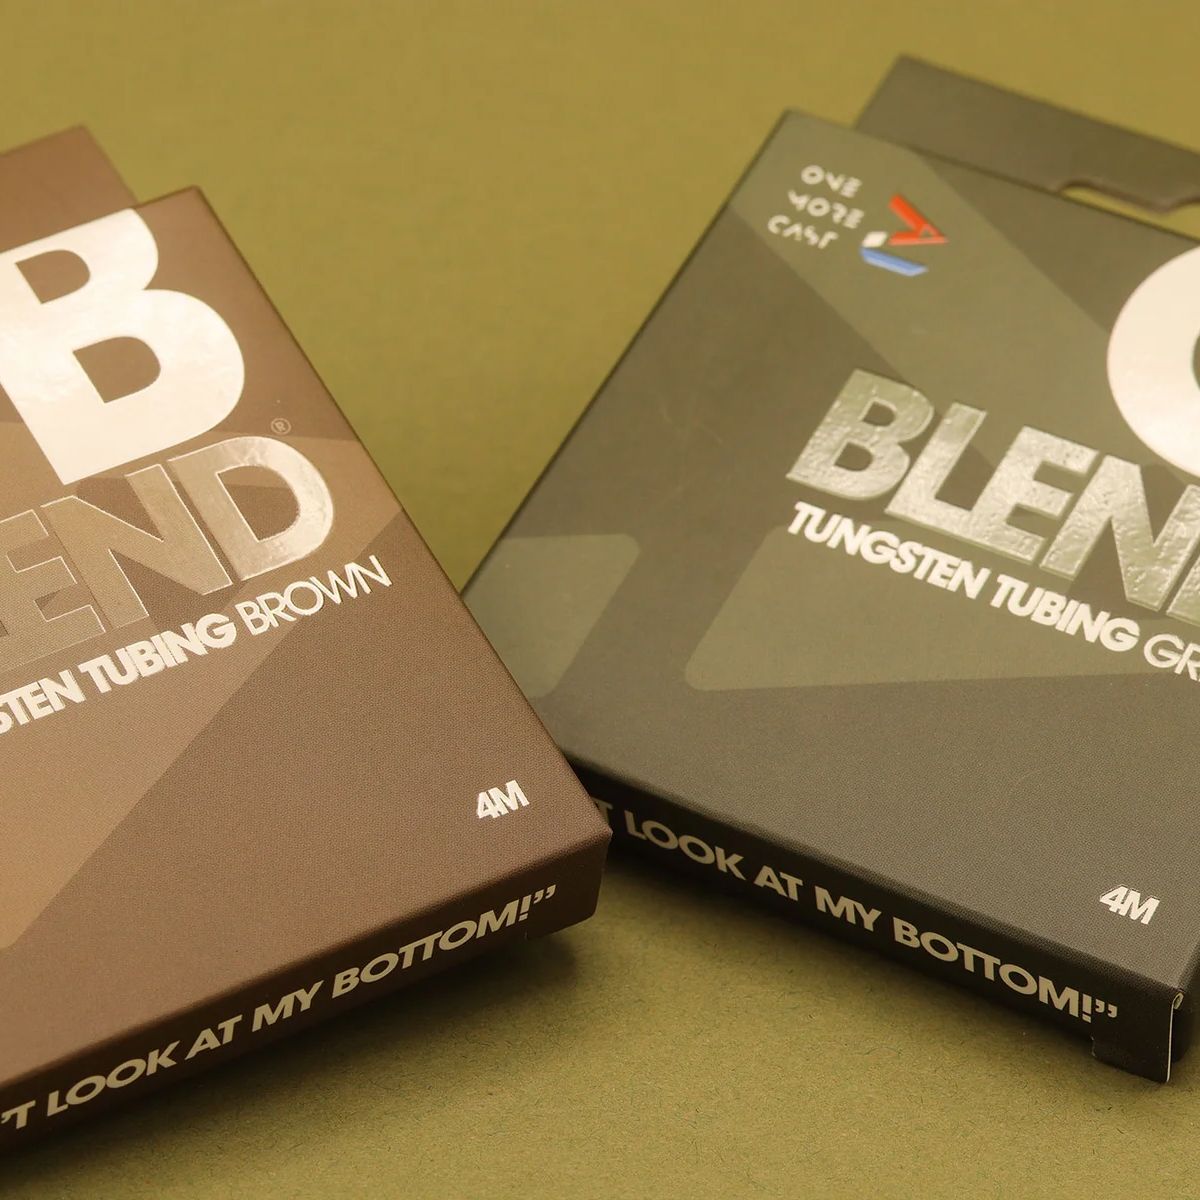 B
END®
STEN TUBING BROWN
4M
'T LOOK AT MY BOTTOM!”
ONE
MORE
CAST
BLEN
TUNGSTEN TUBING GR
4M
T LOOK AT MY BOTTOM!”